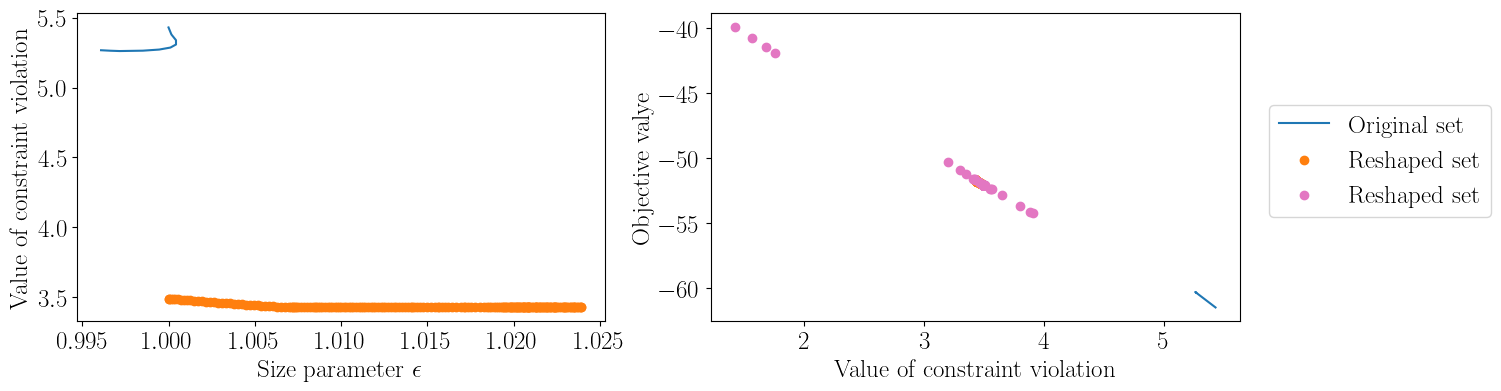 Value of constraint violation
5.5
5.0
4.5
4.0
3.5
0.995 1.000 1.005 1.010 1.015 1.020 1.025
Size parameter ϵ
Objective valye
−40
−45
−50
−55
−60
2 3 4 5
Value of constraint violation
Original set
Reshaped set
Reshaped set